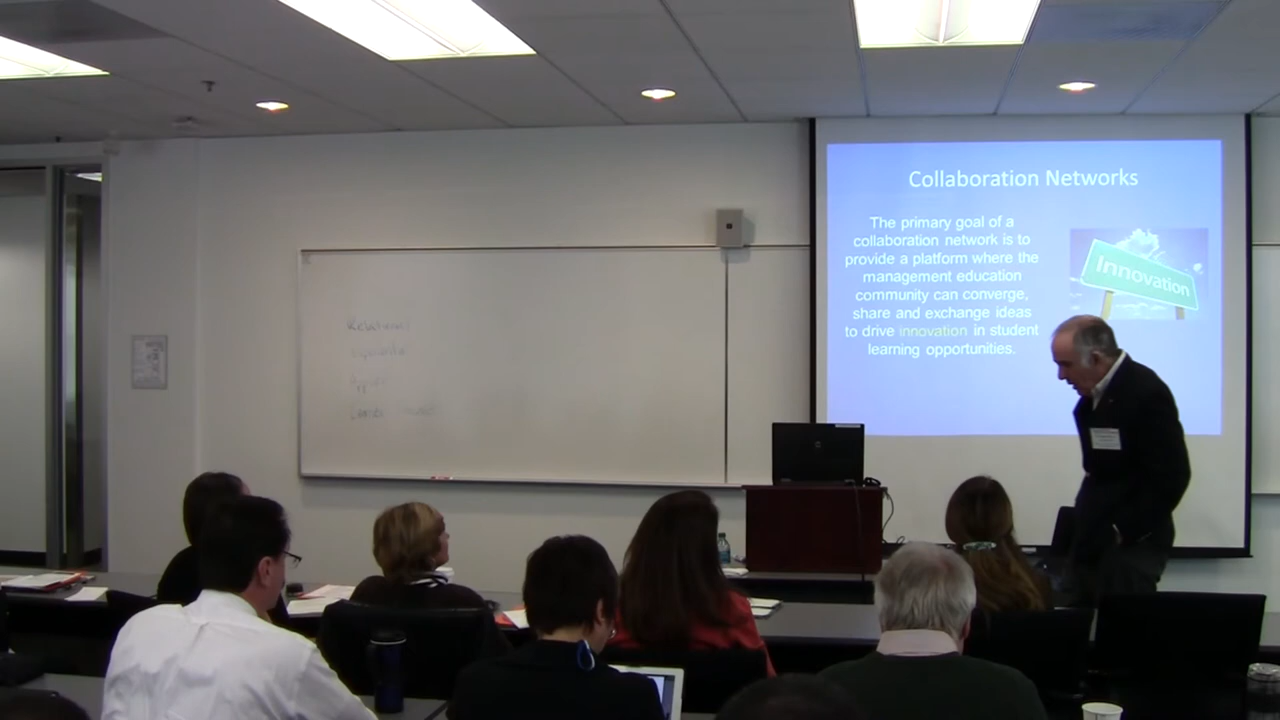 Collaboration Networks
The primary goal of a
collaboration network is to
provide a platform where the
management education
community can converge,
share and exchange ideas
to drive innovation in student
learning opportunities.
Innovation